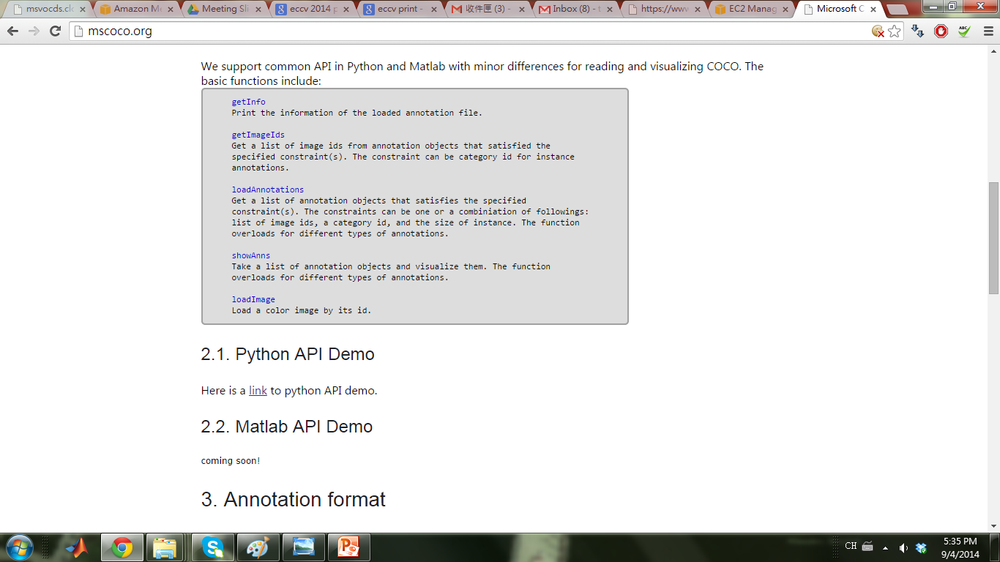 msvocds.clo
Amazon Me
Meeting Sli
eccv 2014 p
eccv print -
收件匣 (3) -
Inbox (8) - t
https://www
EC2 Manag
Microsoft C
mscoco.org
ABC
We support common API in Python and Matlab with minor differences for reading and visualizing COCO. The
basic functions include:
getInfo
Print the information of the loaded annotation file.
getImageIds
Get a list of image ids from annotation objects that satisfied the
specified constraint(s). The constraint can be category id for instance
annotations.
loadAnnotations
Get a list of annotation objects that satisfies the specified
constraint(s). The constraints can be one or a combiniation of followings:
list of image ids, a category id, and the size of instance. The function
overloads for different types of annotations.
showAnns
Take a list of annotation objects and visualize them. The function
overloads for different types of annotations.
loadImage
Load a color image by its id.
2.1. Python API Demo
Here is a link to python API demo.
2.2. Matlab API Demo
coming soon!
3. Annotation format
CH
5:35 PM
9/4/2014